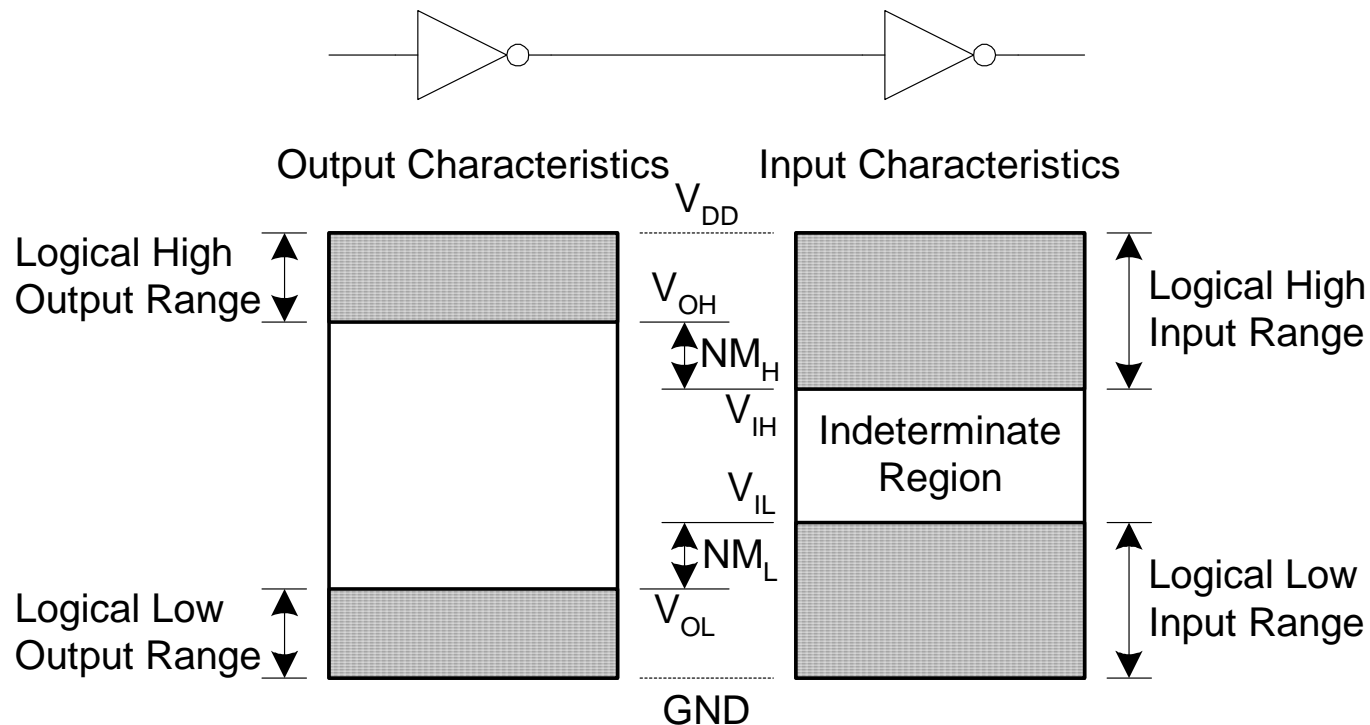 Output Characteristics
Input Characteristics
V_DD
Logical High
Output Range
V_OH
NM_H
V_IH
Logical High
Input Range
Indeterminate
Region
V_IL
NM_L
V_OL
Logical Low
Output Range
Logical Low
Input Range
GND